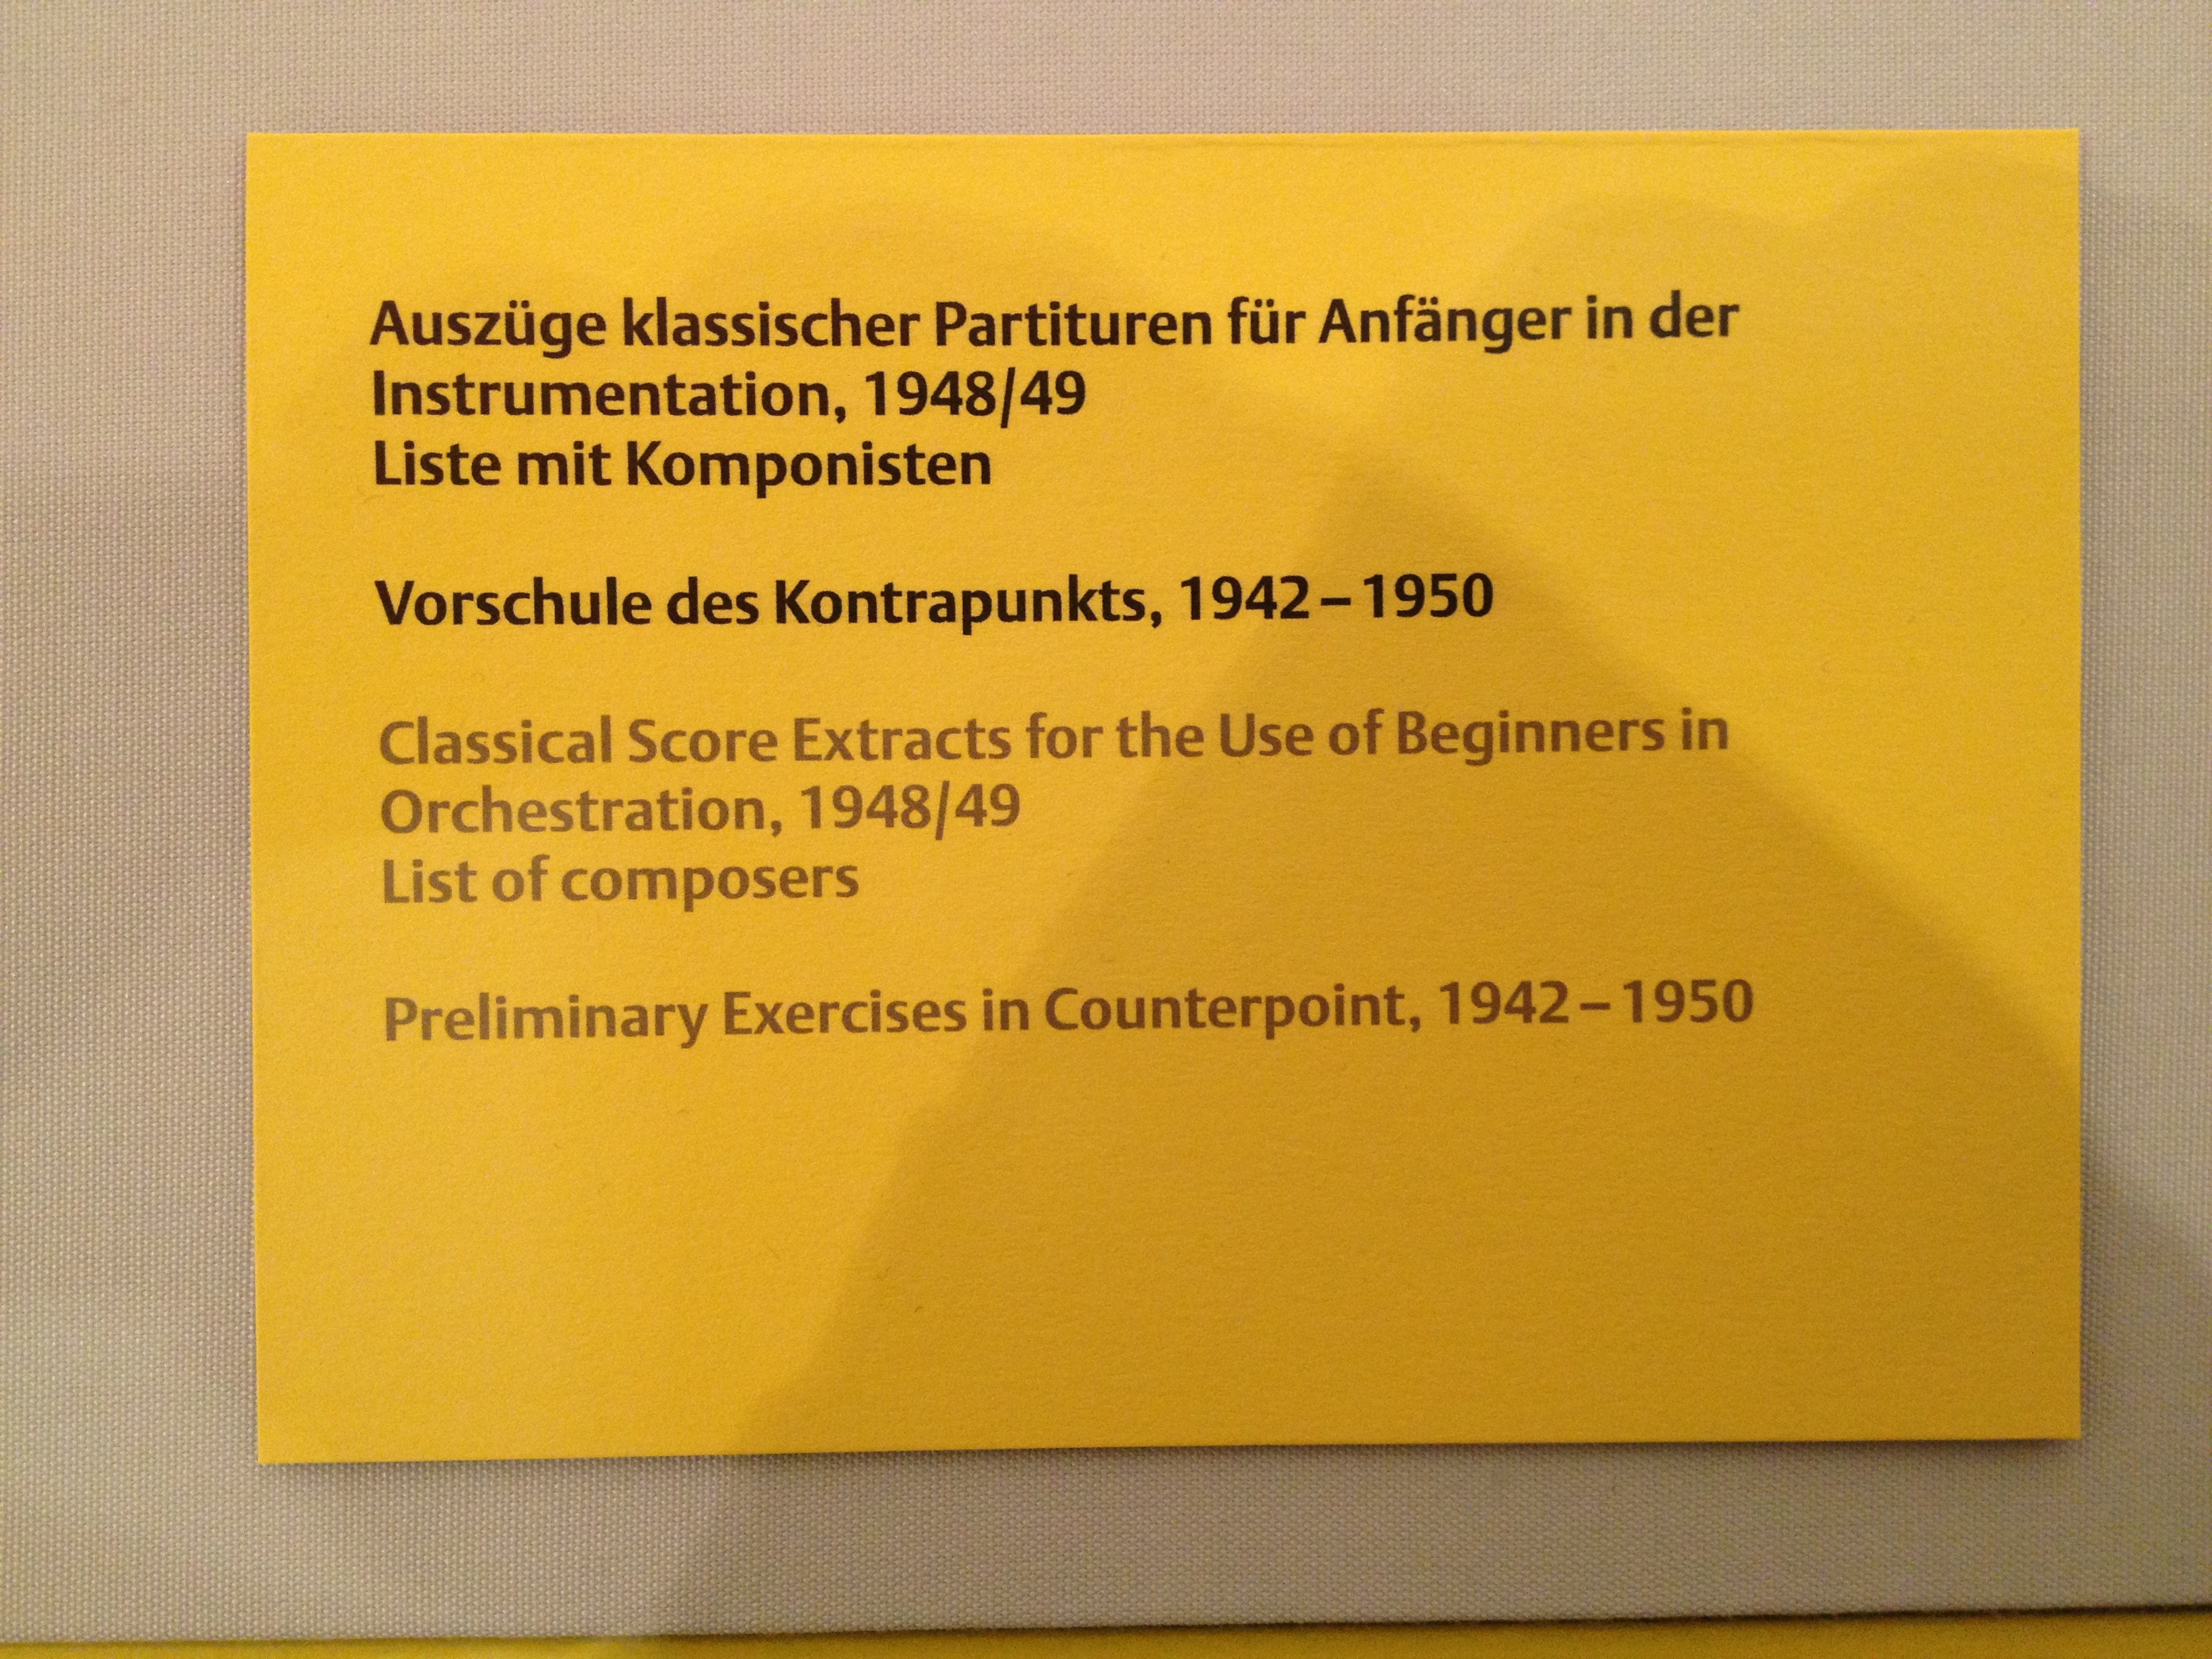 Auszüge klassischer Partituren für Anfänger in der
Instrumentation, 1948/49
Liste mit Komponisten
Vorschule des Kontrapunkts, 1942 – 1950
Classical Score Extracts for the Use of Beginners in
Orchestration, 1948/49
List of composers
Preliminary Exercises in Counterpoint, 1942 – 1950